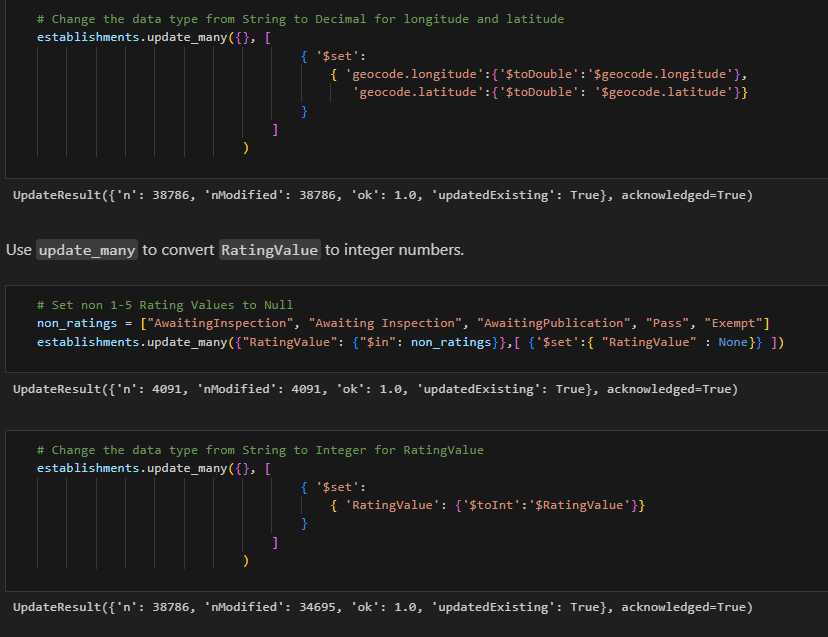 # Change the data type from String to Decimal for longitude and latitude
establishments.update_many({}, [
{ '$set':
{ 'geocode.longitude':{'$toDouble':'$geocode.longitude'},
'geocode.latitude':{'$toDouble': '$geocode.latitude'}}
}
]
)
UpdateResult({'n': 38786, 'nModified': 38786, 'ok': 1.0, 'updatedExisting': True}, acknowledged=True)
Use update_many to convert RatingValue to integer numbers.
# Set non 1-5 Rating Values to Null
non_ratings = ["AwaitingInspection", "Awaiting Inspection", "AwaitingPublication", "Pass", "Exempt"]
establishments.update_many({"RatingValue": {"$in": non_ratings}},[ {'$set':{ "RatingValue" : None}} ])
UpdateResult({'n': 4091, 'nModified': 4091, 'ok': 1.0, 'updatedExisting': True}, acknowledged=True)
# Change the data type from String to Integer for RatingValue
establishments.update_many({}, [
{ '$set':
{ 'RatingValue': {'$toInt':'$RatingValue'}}
}
]
)
UpdateResult({'n': 38786, 'nModified': 34695, 'ok': 1.0, 'updatedExisting': True}, acknowledged=True)